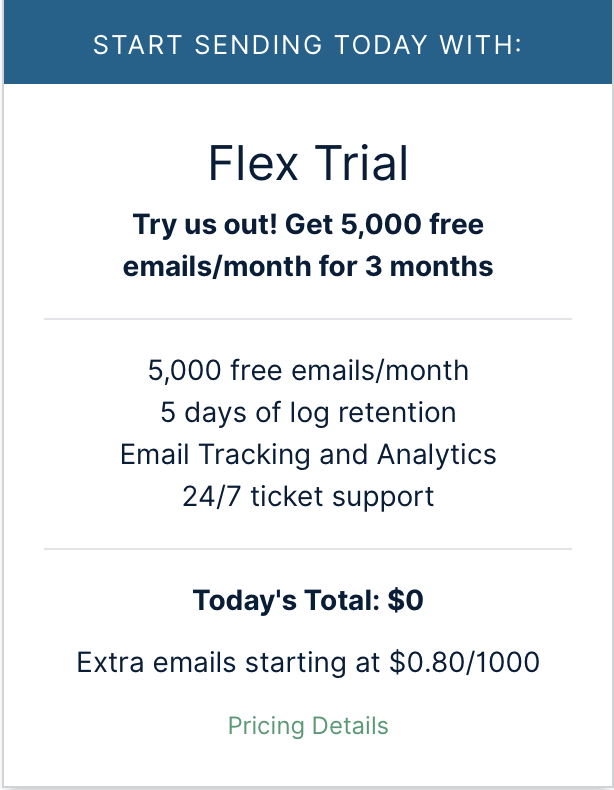 START SENDING TODAY WITH:
Flex Trial
Try us out! Get 5,000 free
emails/month for 3 months
5,000 free emails/month
5 days of log retention
Email Tracking and Analytics
24/7 ticket support
Today's Total: $0
Extra emails starting at $0.80/1000
Pricing Details